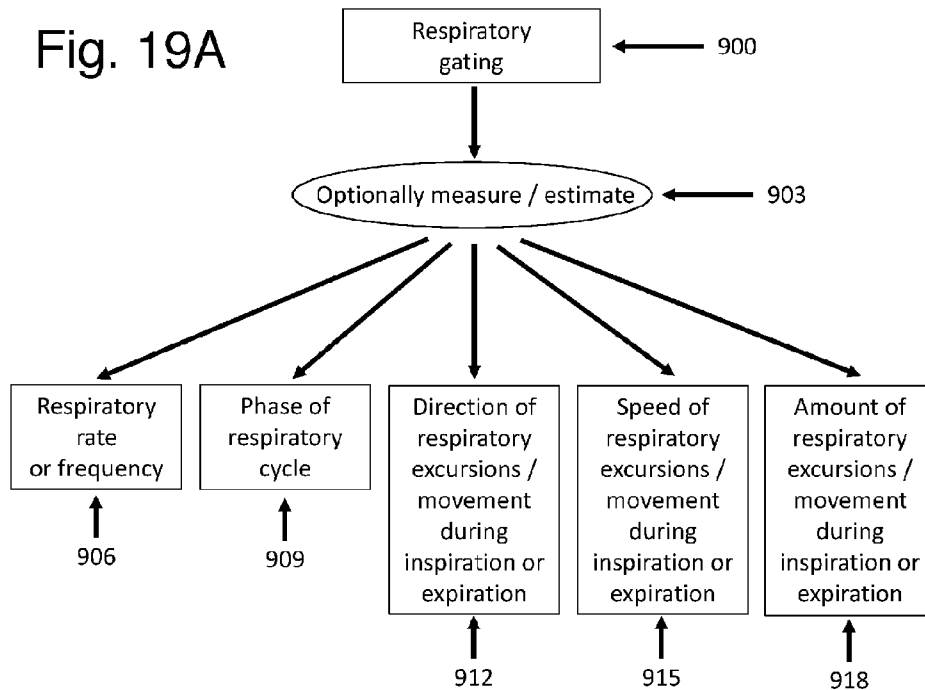 Fig. 19A
Respiratory
gating
900
Optionally measure / estimate
903
Respiratory
rate
or frequency
906
Phase of
respiratory
cycle
909
Direction of
respiratory
excursions /
movement
during
inspiration or
expiration
912
Speed of
respiratory
excursions /
movement
during
inspiration or
expiration
915
Amount of
respiratory
excursions /
movement
during
inspiration or
expiration
918